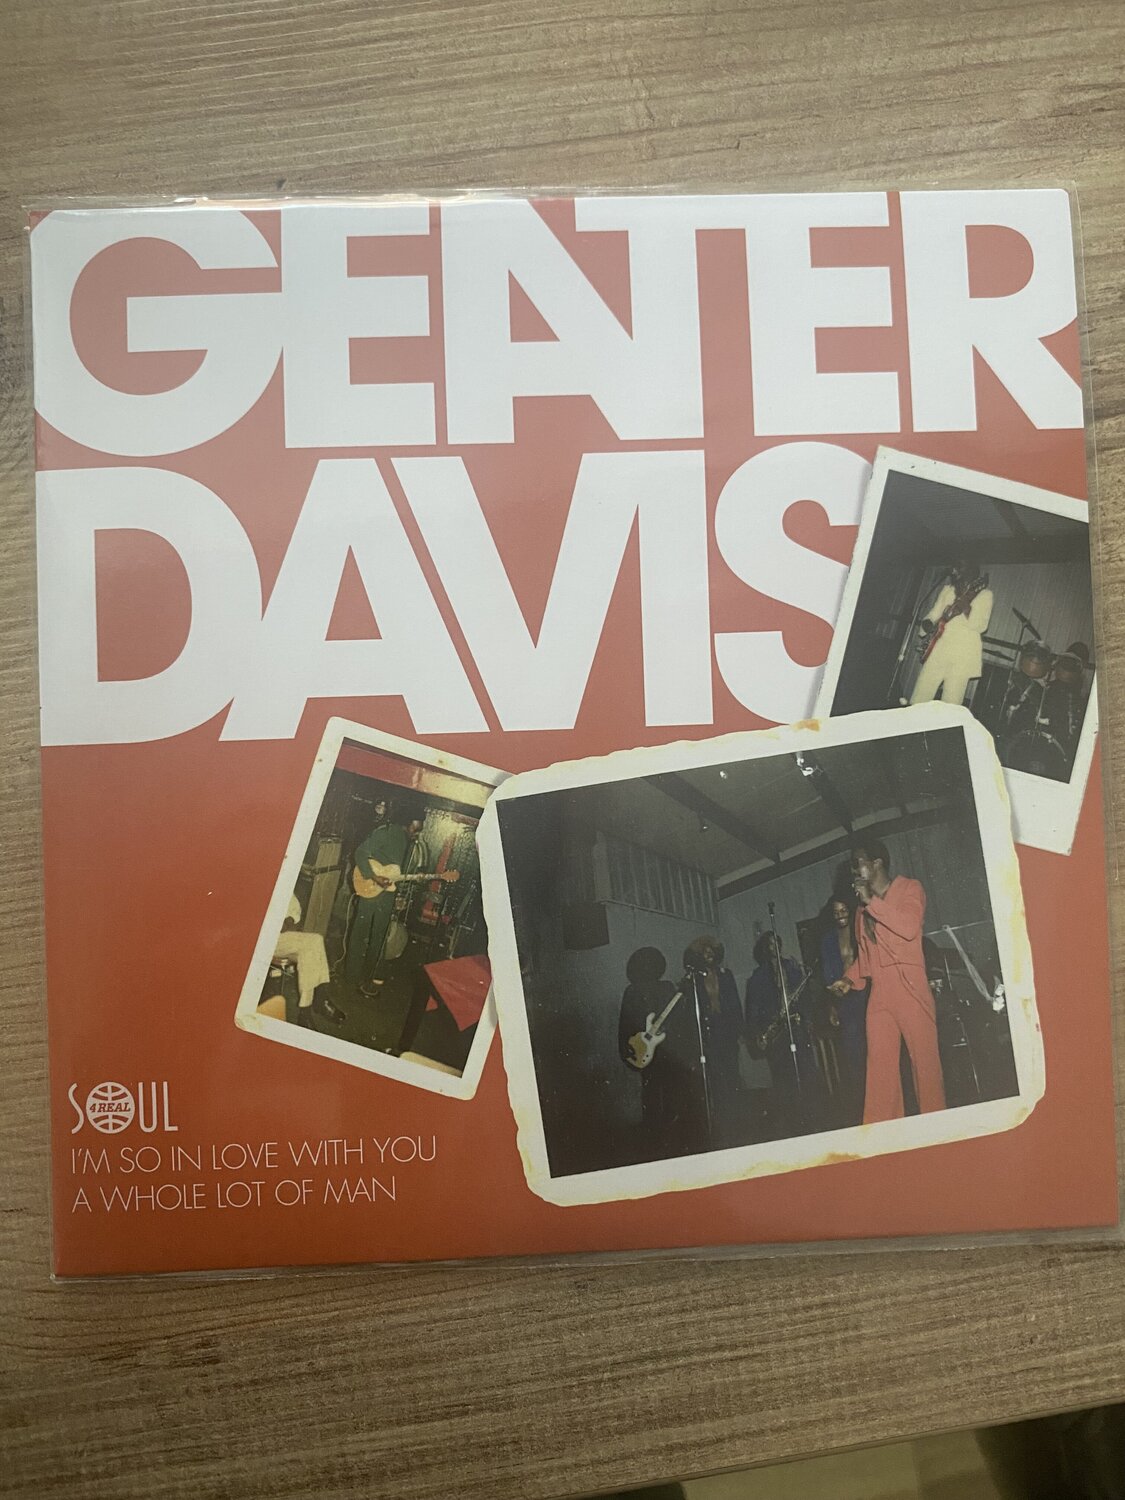 GEATER
DAVIS
SOUL
4 REAL
I'M SO IN LOVE WITH YOU
A WHOLE LOT OF MAN